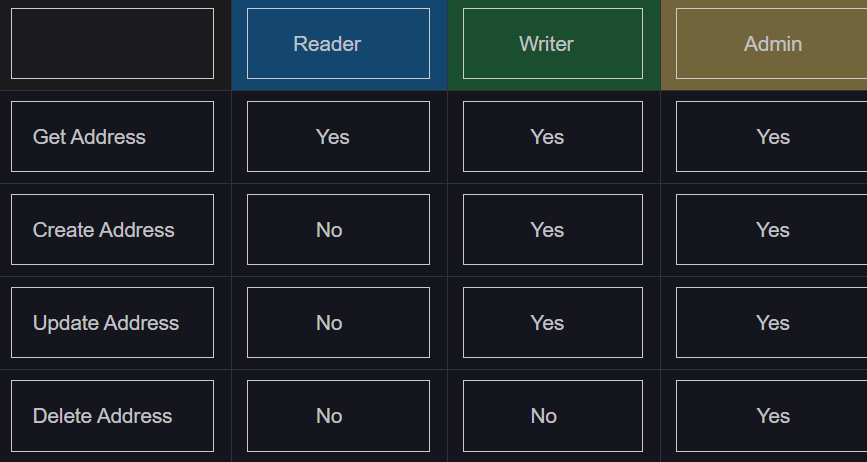 Reader Writer Admin
Get Address Yes Yes Yes
Create Address No Yes Yes
Update Address No Yes Yes
Delete Address No No Yes